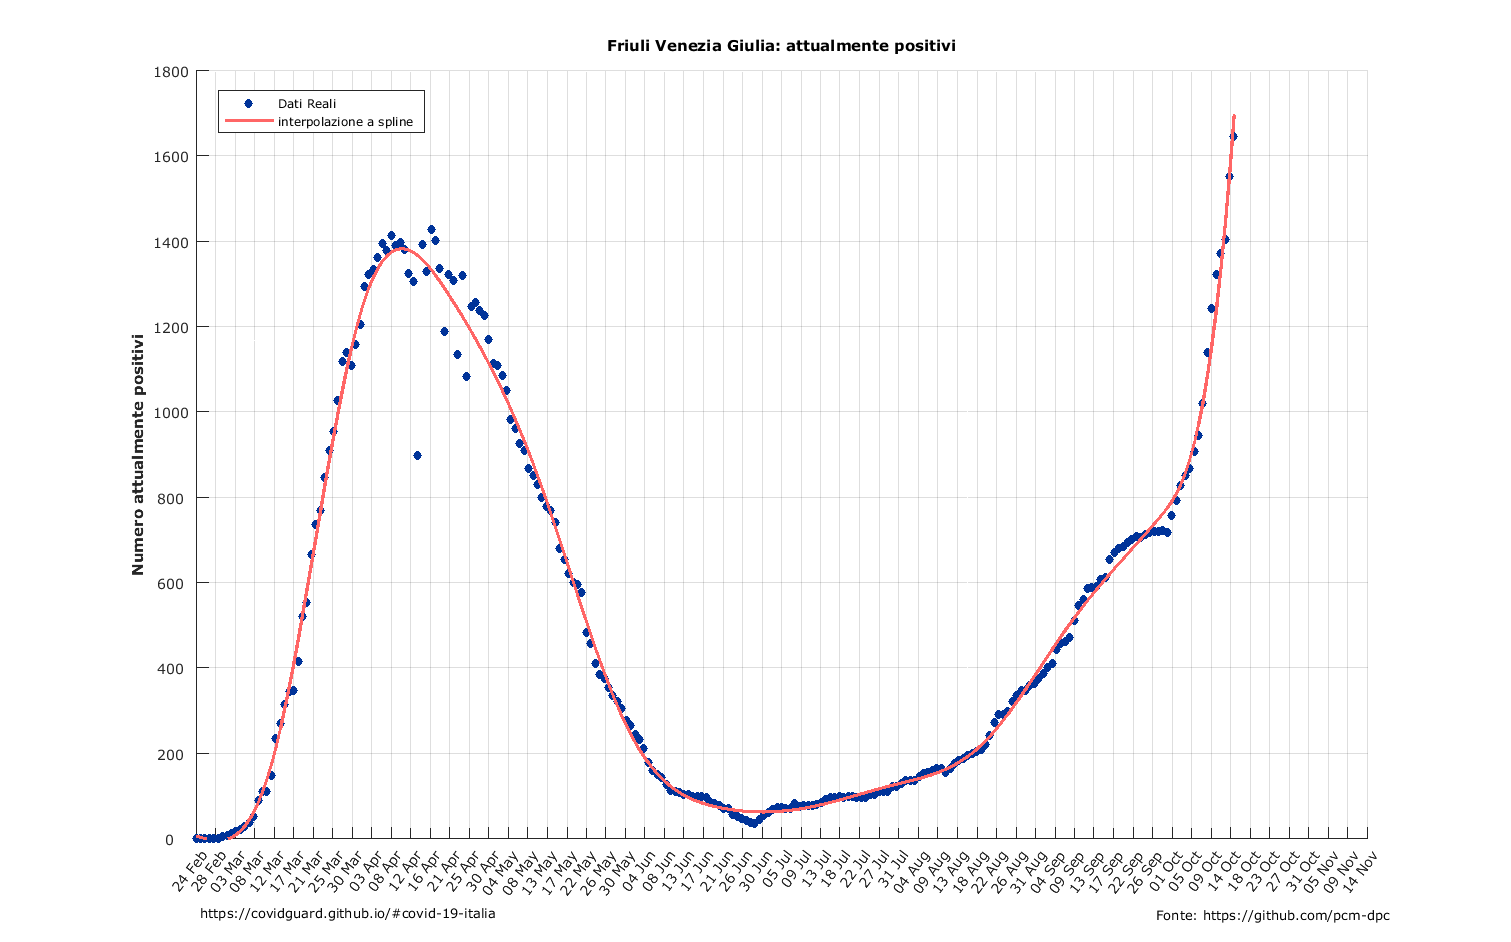 Friuli Venezia Giulia: attualmente positivi
1800
1600
1400
1200
1000
800
600
400
200
0
Numero attualmente positivi
Dati Reali
interpolazione a spline
24 Feb
28 Feb
03 Mar
08 Mar
12 Mar
17 Mar
21 Mar
25 Mar
30 Mar
03 Apr
08 Apr
12 Apr
16 Apr
21 Apr
25 Apr
30 Apr
04 May
08 May
13 May
17 May
22 May
26 May
30 May
04 Jun
08 Jun
13 Jun
17 Jun
21 Jun
26 Jun
30 Jun
05 Jul
09 Jul
13 Jul
18 Jul
22 Jul
27 Jul
31 Jul
04 Aug
09 Aug
13 Aug
18 Aug
22 Aug
26 Aug
31 Aug
04 Sep
09 Sep
13 Sep
17 Sep
22 Sep
26 Sep
01 Oct
05 Oct
09 Oct
14 Oct
18 Oct
23 Oct
27 Oct
31 Oct
05 Nov
09 Nov
14 Nov
https://covidguard.github.io/#covid-19-italia
Fonte: https://github.com/pcm-dpc